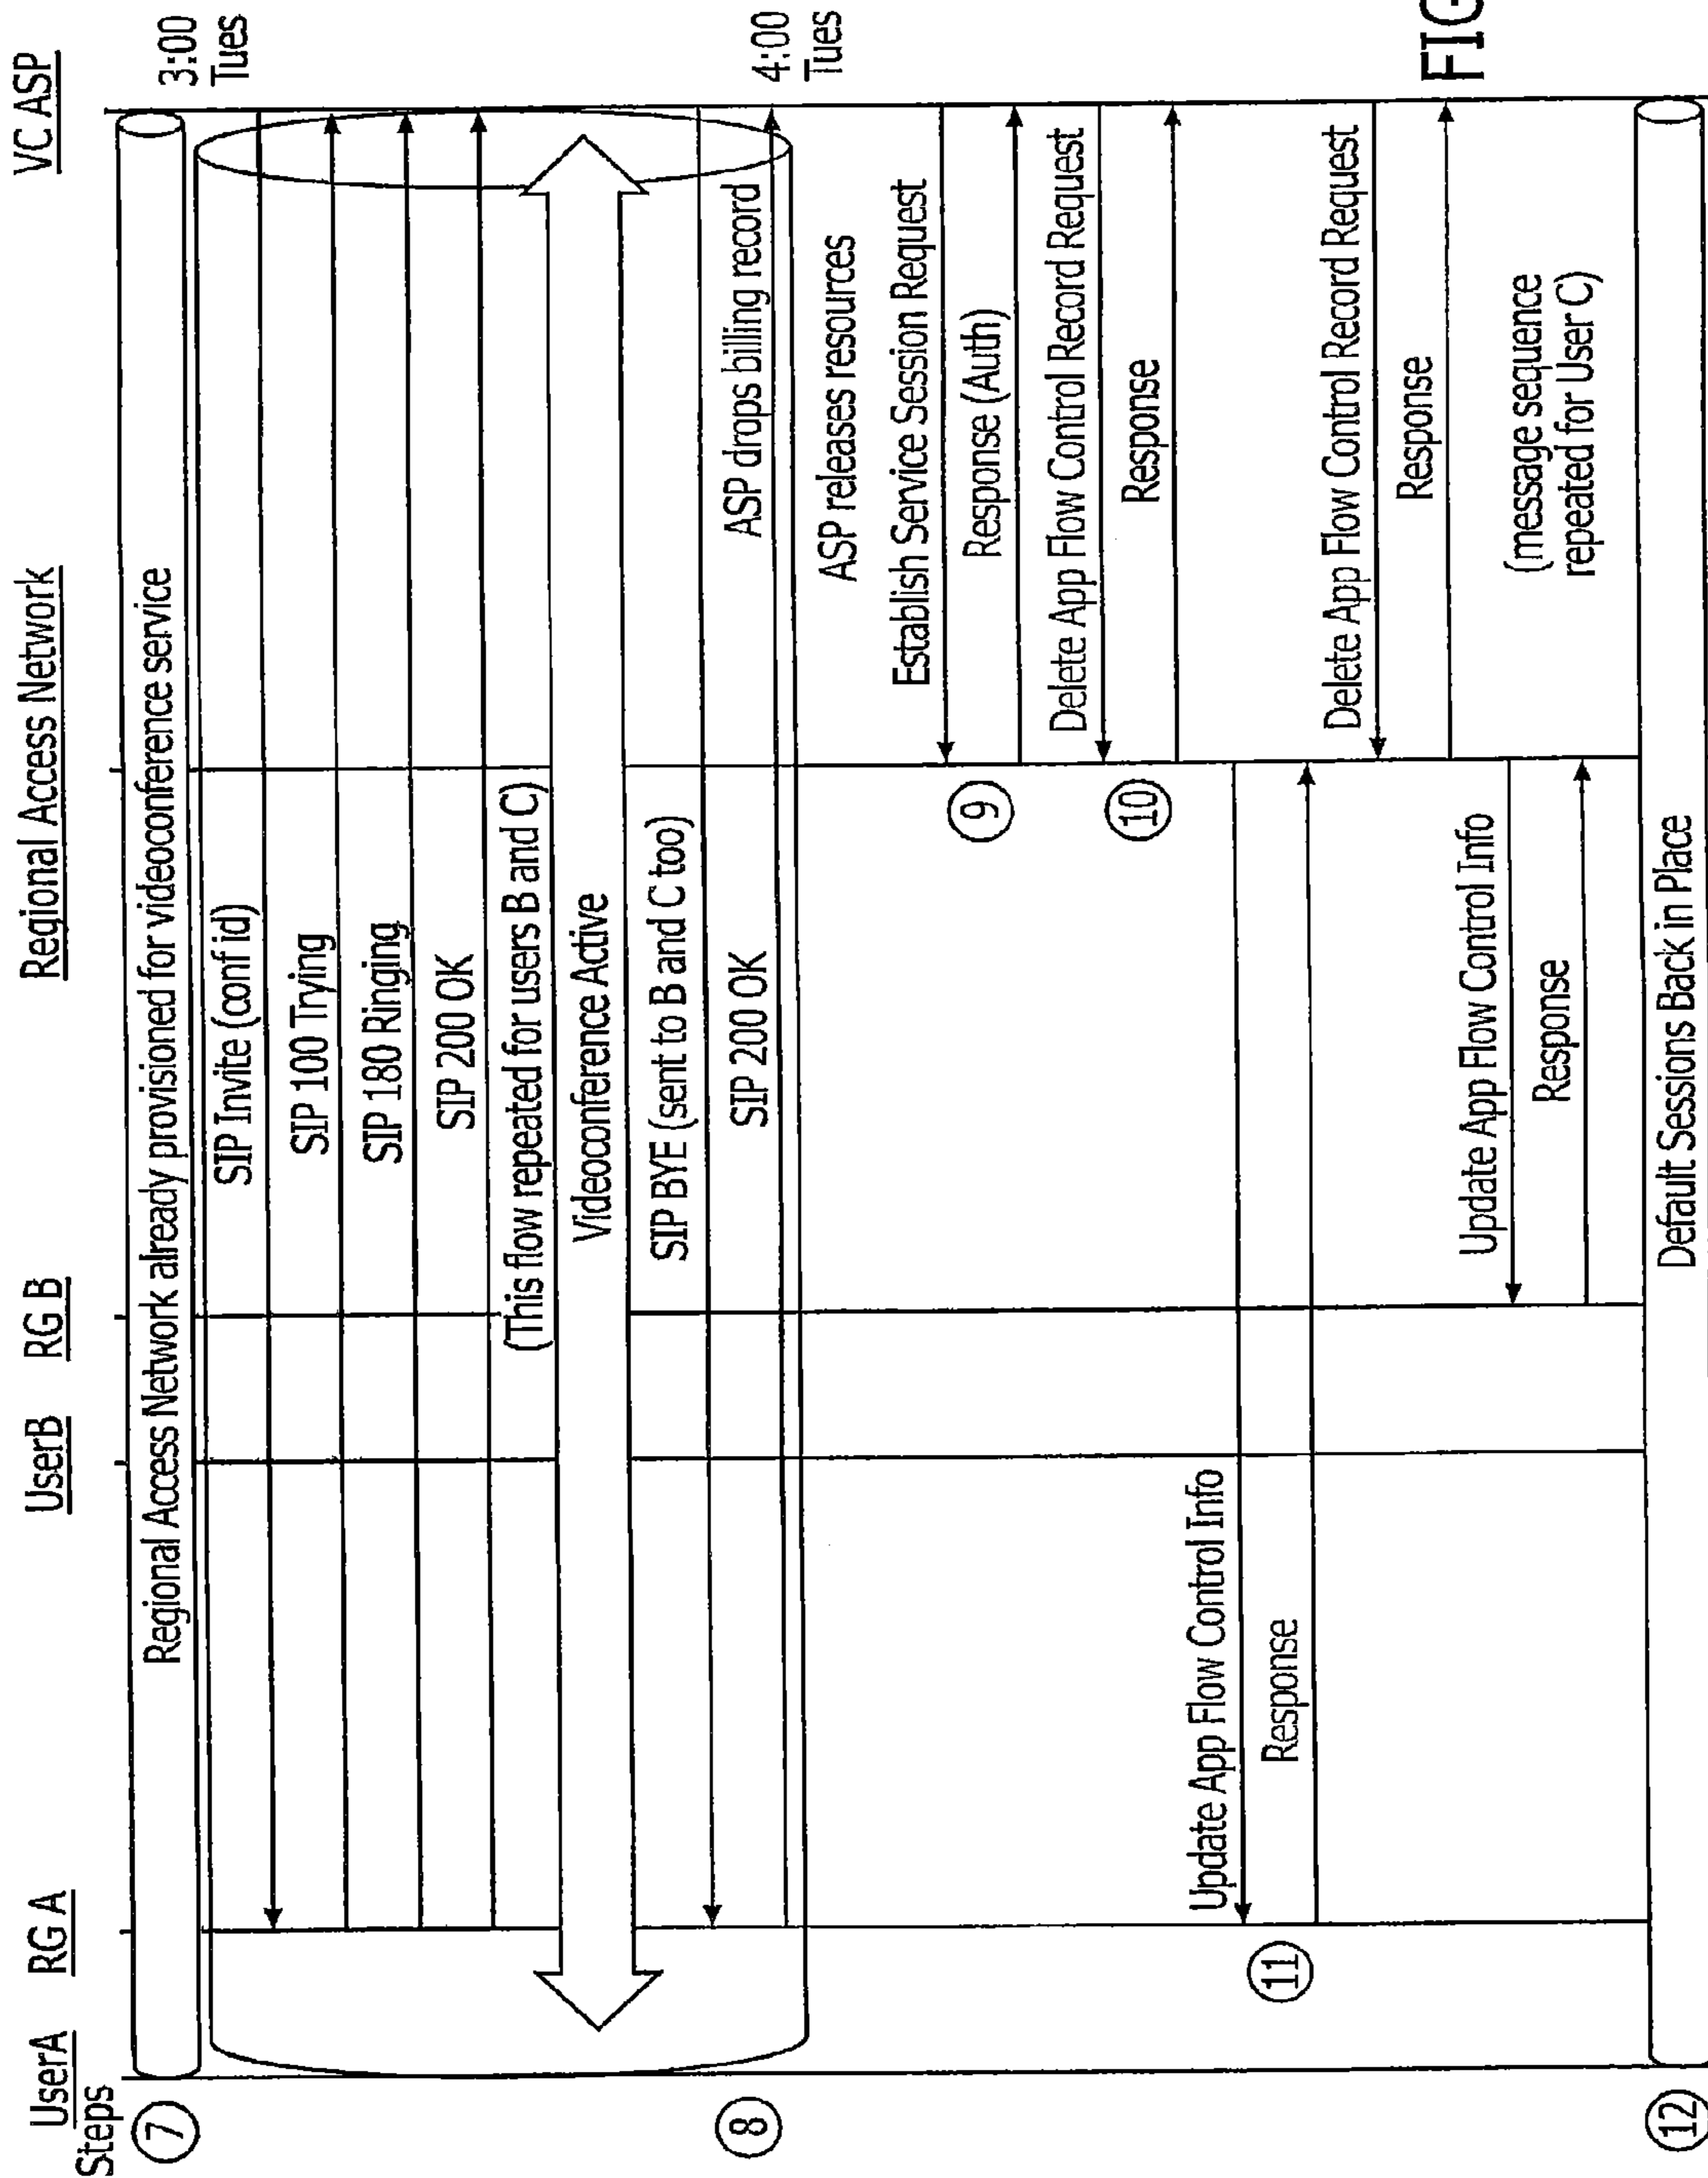 UserA
RG A
UserB
RG B
Regional Access Network
VC ASP
Steps
7
Regional Access Network already provisioned for videoconference service
3:00
Tues
SIP Invite (conf id)
SIP 100 Trying
SIP 180 Ringing
SIP 200 OK
(This flow repeated for users B and C)
Videoconference Active
SIP BYE (sent to B and C too)
8
SIP 200 OK
ASP drops billing record
4:00
Tues
ASP releases resources
Establish Service Session Request
9
Response (Auth)
Delete App Flow Control Record Request
10
Response
Update App Flow Control Info
11
Response
Delete App Flow Control Record Request
Response
Update App Flow Control Info
Response
(message sequence
repeated for User C)
12
Default Sessions Back in Place